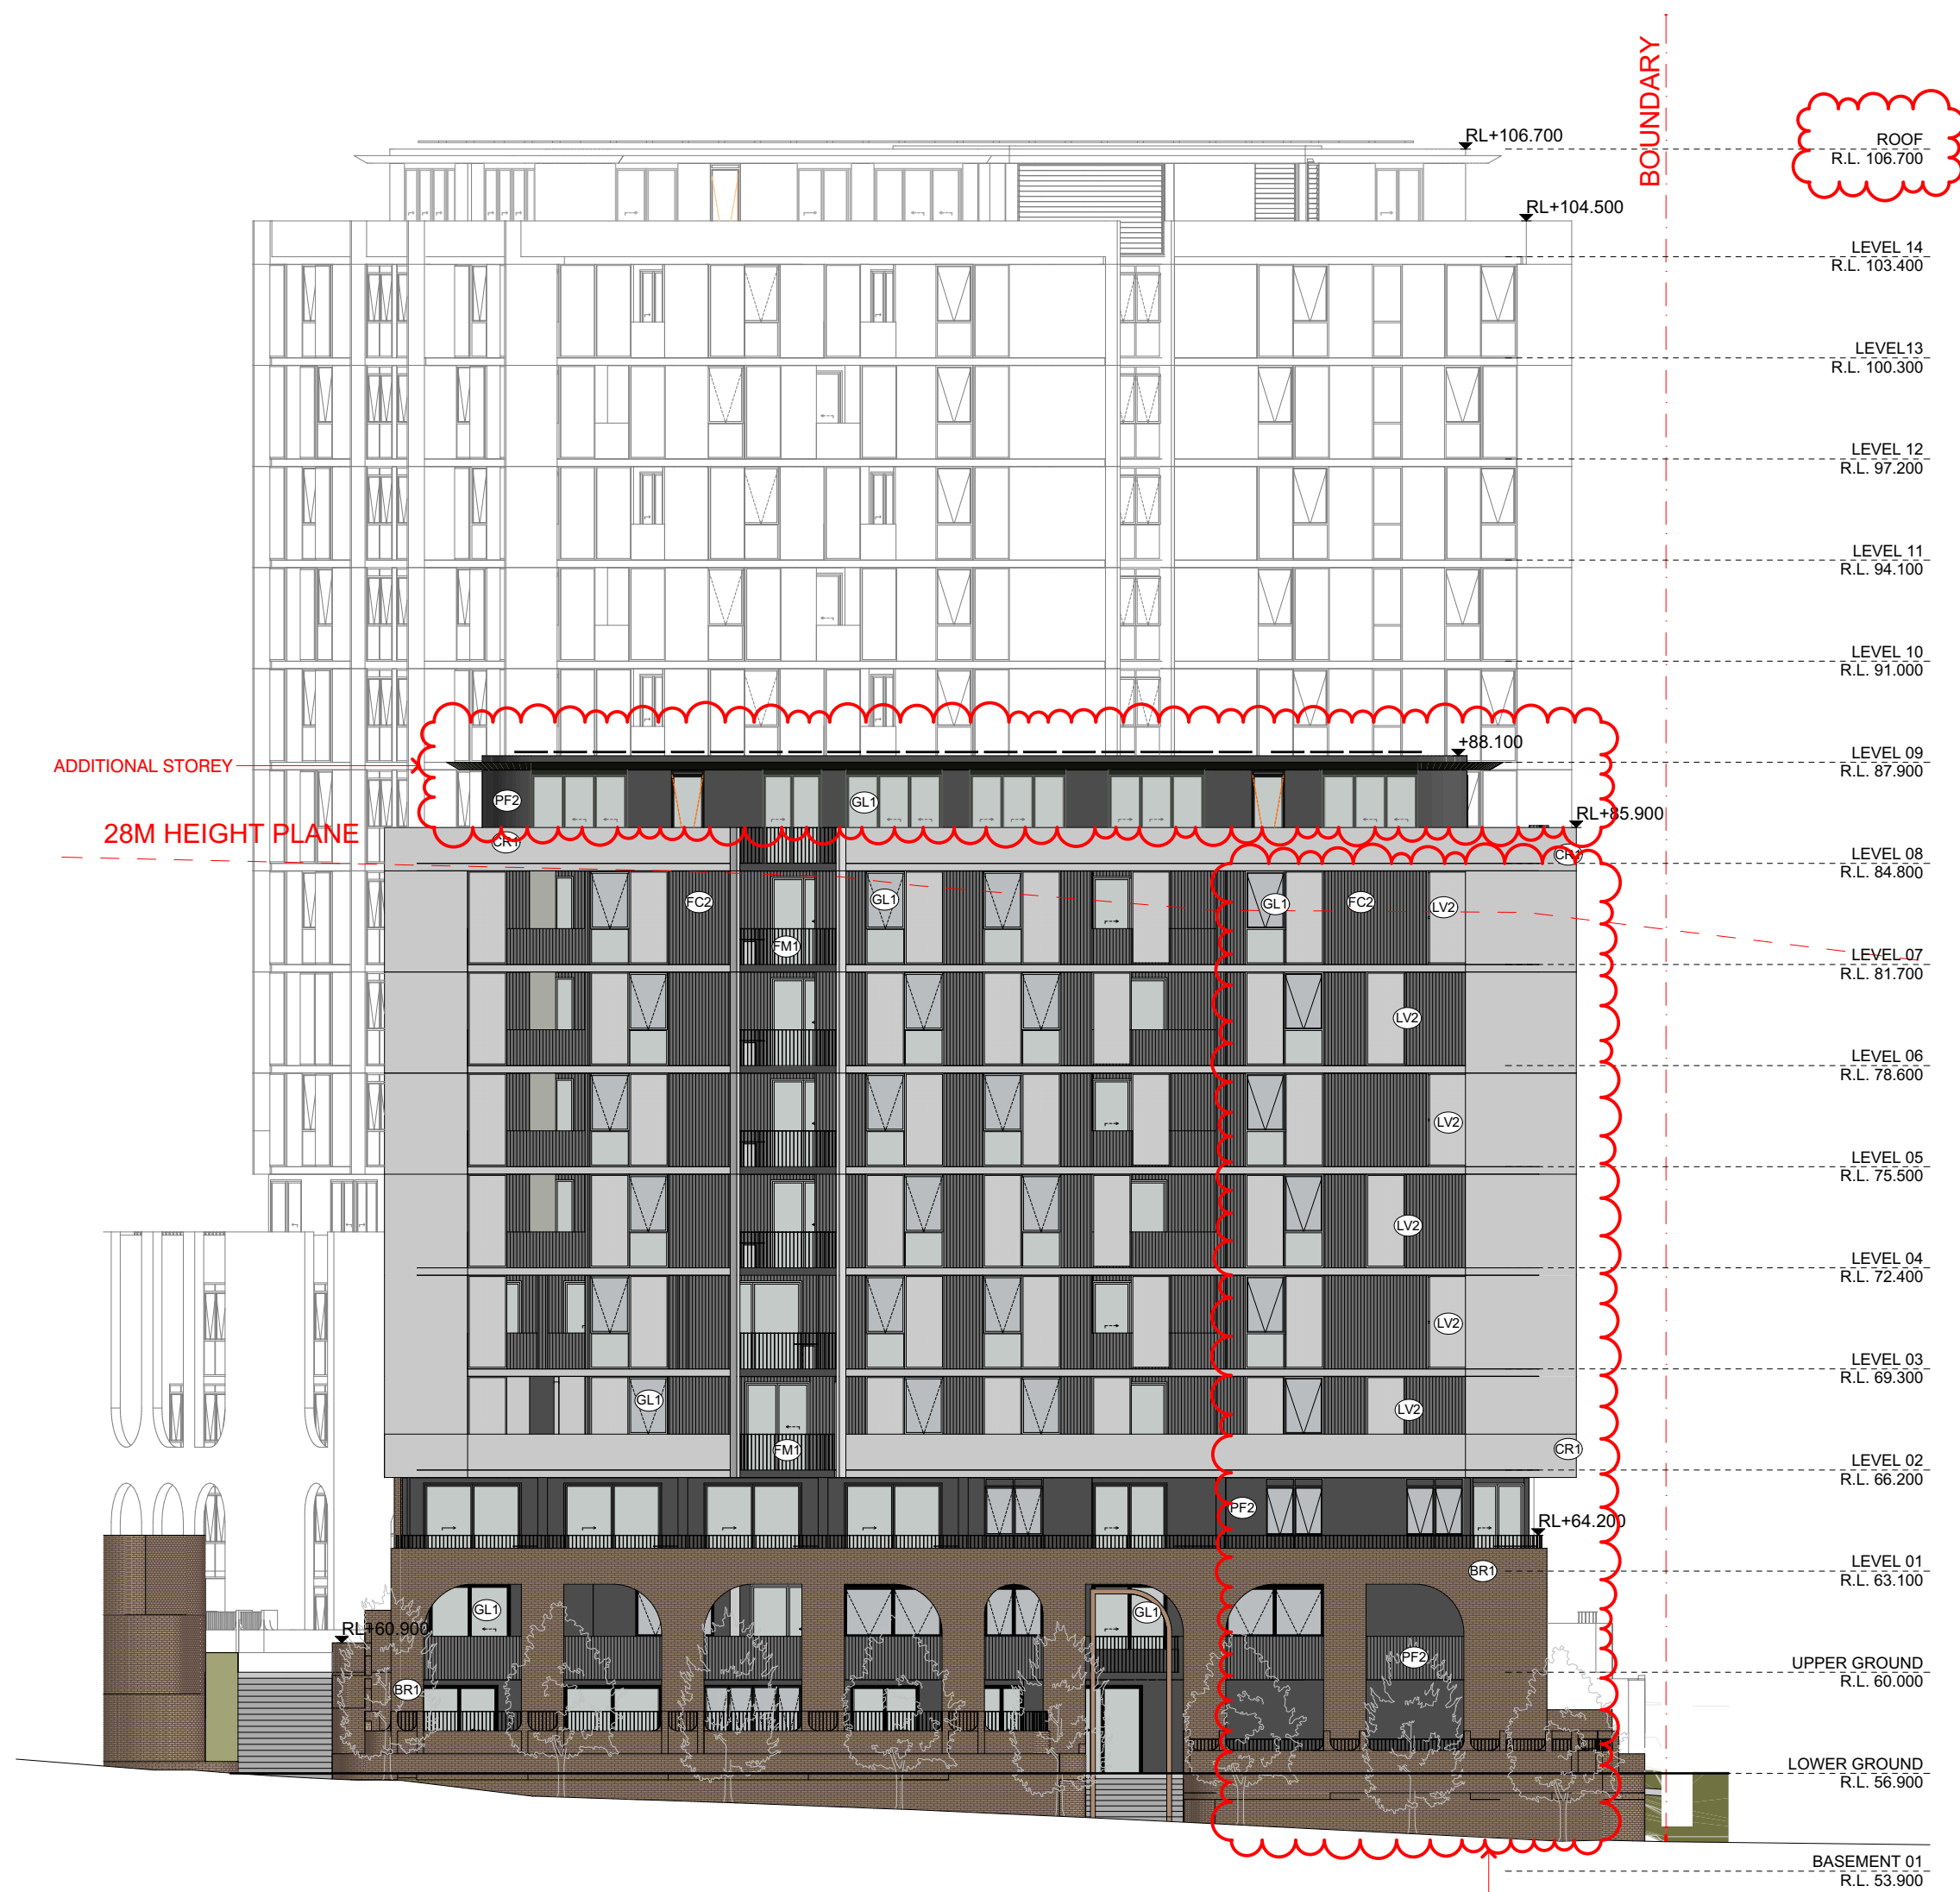 BOUNDARY
RL+106.700
ROOF
R.L. 106.700
RL+104.500
LEVEL 14
R.L. 103.400
LEVEL13
R.L. 100.300
LEVEL 12
R.L. 97.200
LEVEL 11
R.L. 94.100
LEVEL 10
R.L. 91.000
+88.100
LEVEL 09
R.L. 87.900
ADDITIONAL STOREY
PF2
GL1
RL+85.900
28M HEIGHT PLANE
CR1
CR1
LEVEL 08
R.L. 84.800
FC2
GL1
GL1
FC2
LV2
FM1
LEVEL 07
R.L. 81.700
LV2
LEVEL 06
R.L. 78.600
LV2
LEVEL 05
R.L. 75.500
LV2
LEVEL 04
R.L. 72.400
LV2
LEVEL 03
R.L. 69.300
GL1
LV2
FM1
CR1
LEVEL 02
R.L. 66.200
PF2
RL+64.200
BR1
LEVEL 01
R.L. 63.100
GL1
GL1
RL+60.900
PF2
UPPER GROUND
R.L. 60.000
BR1
LOWER GROUND
R.L. 56.900
BASEMENT 01
R.L. 53.900